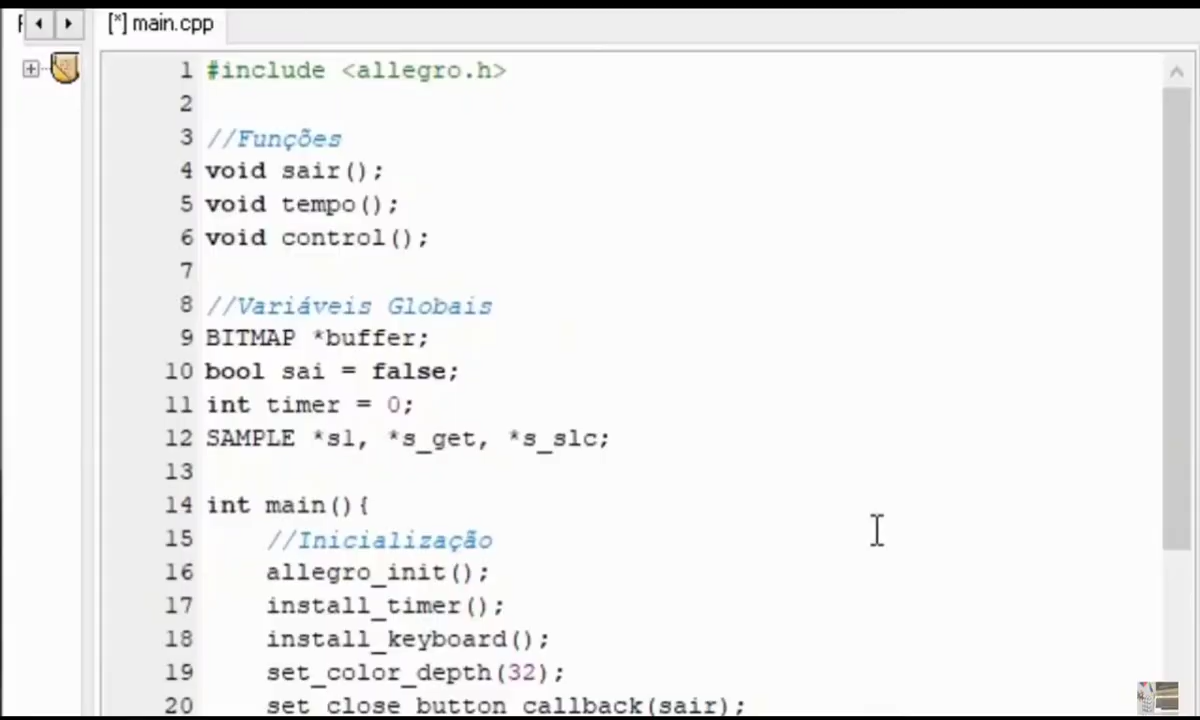 [*] main.cpp
1 #include <allegro.h>
2
3 //Funções
4 void sair();
5 void tempo();
6 void control();
7
8 //Variáveis Globais
9 BITMAP *buffer;
10 bool sai = false;
11 int timer = 0;
12 SAMPLE *sl, *s_get, *s_slc;
13
14 int main(){
15 //Inicialização
16 allegro_init();
17 install_timer();
18 install_keyboard();
19 set_color_depth(32);
20 set_close_button_callback(sair);